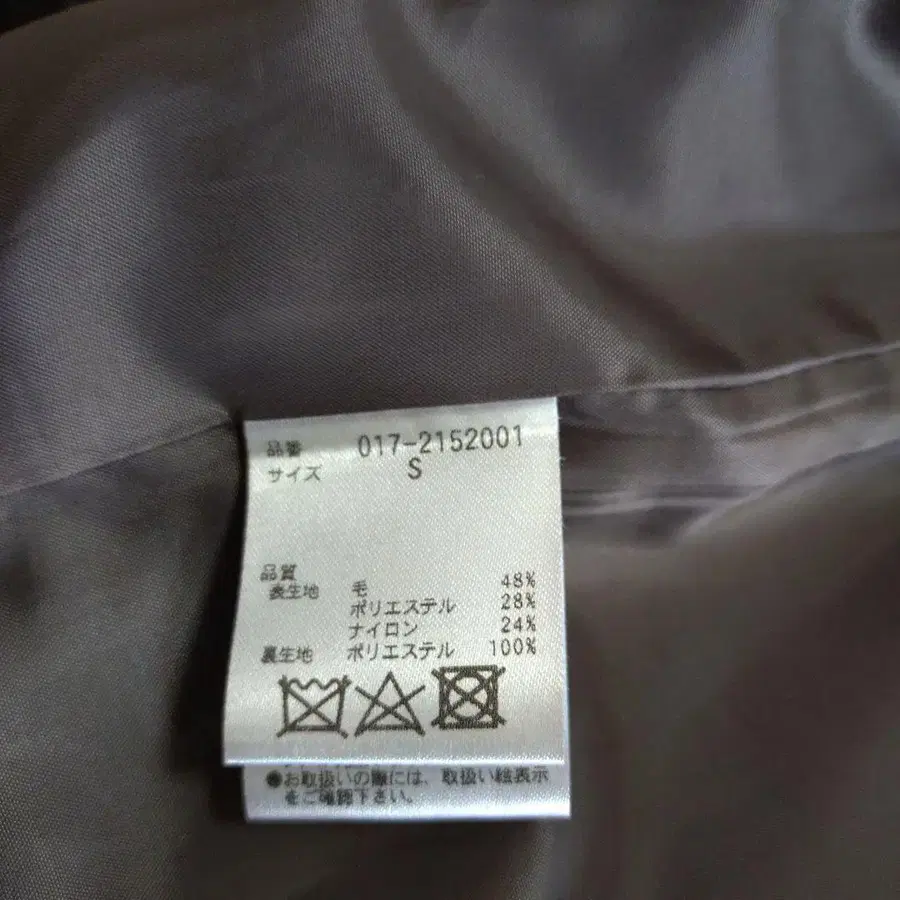 品番 017-2152001
サイズ S
品質
表生地 毛 48%
ポリエステル 28%
ナイロン 24%
裏生地 ポリエステル 100%
●お取扱いの際には、取扱い絵表示
をご確認下さい。